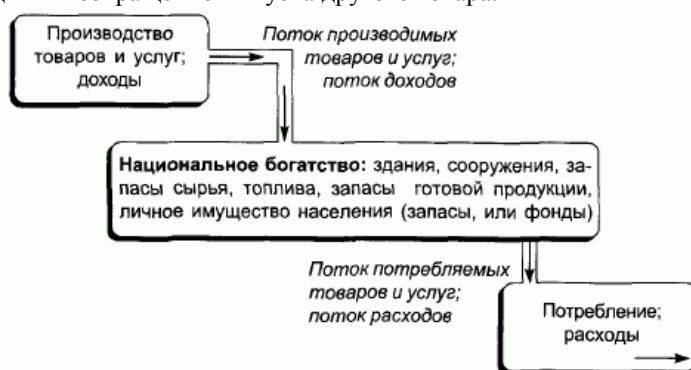 Производство
товаров и услуг;
доходы
Поток производимых
товаров и услуг;
поток доходов
Национальное богатство: здания, сооружения, за-
пасы сырья, топлива, запасы готовой продукции,
личное имущество населения (запасы, или фонды)
Поток потребляемых
товаров и услуг;
поток расходов
Потребление;
расходы